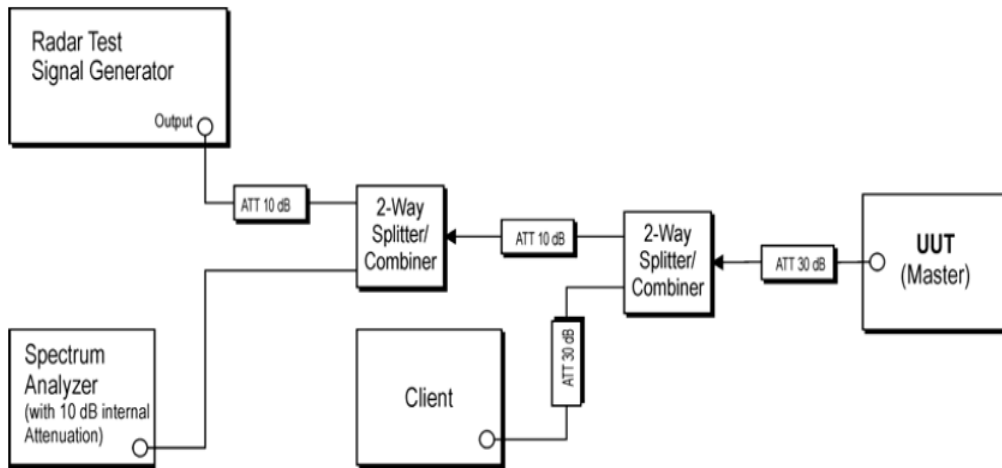 Radar Test
Signal Generator
Output
ATT 10 dB
2-Way
Splitter/
Combiner
ATT 10 dB
2-Way
Splitter/
Combiner
ATT 30 dB
UUT
(Master)
Spectrum
Analyzer
(with 10 dB internal
Attenuation)
Client
ATT 30 dB